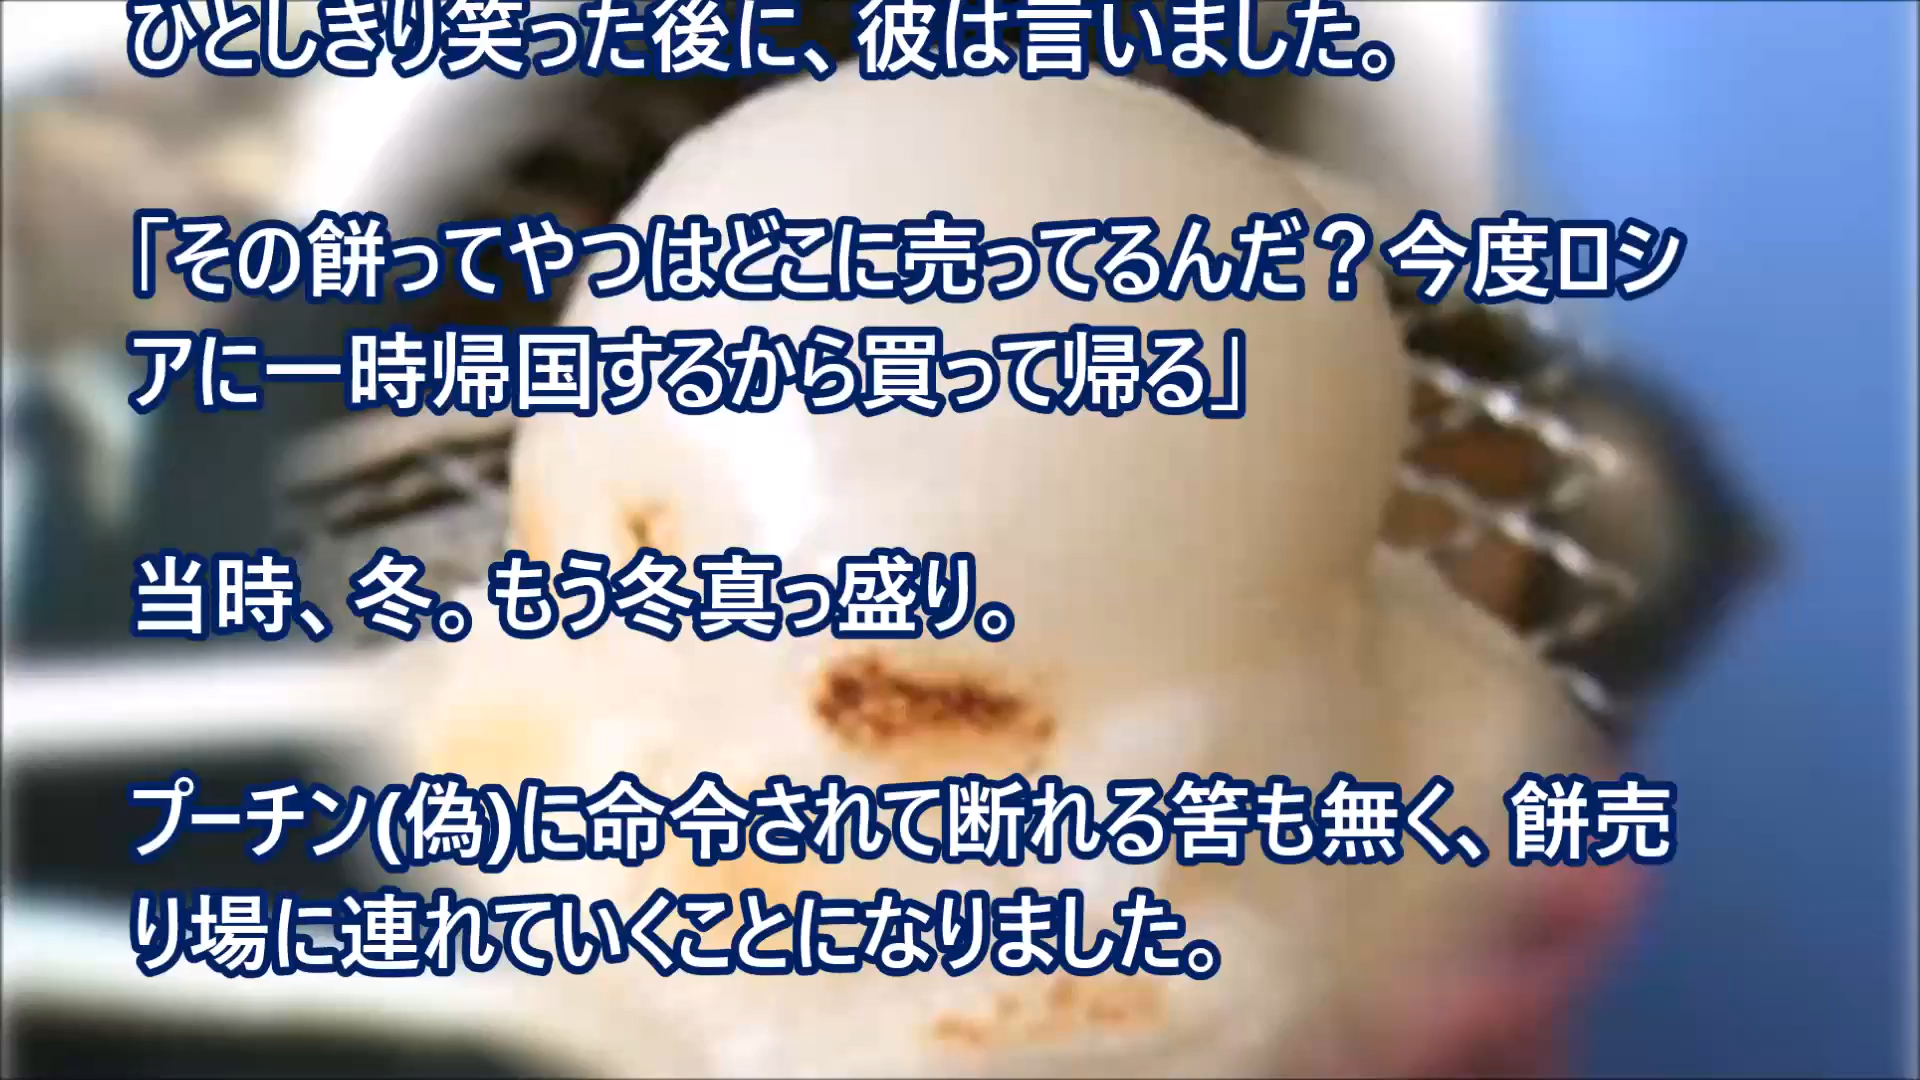 ひとしきり笑った後に、彼は言いました。
「その餅ってやつはどこに売ってるんだ？今度ロシ
アに一時帰国するから買って帰る」
当時、冬。もう冬真っ盛り。
プーチン(偽)に命令されて断れる筈も無く、餅売
り場に連れていくことになりました。